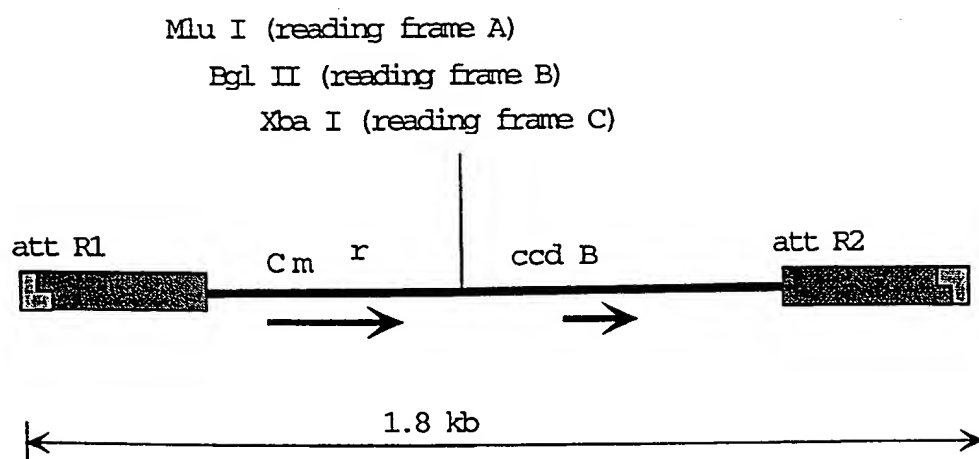 Mlu I (reading frame A)
Bgl II (reading frame B)
Xba I (reading frame C)
att R1
Cm r
ccd B
att R2
1.8 kb